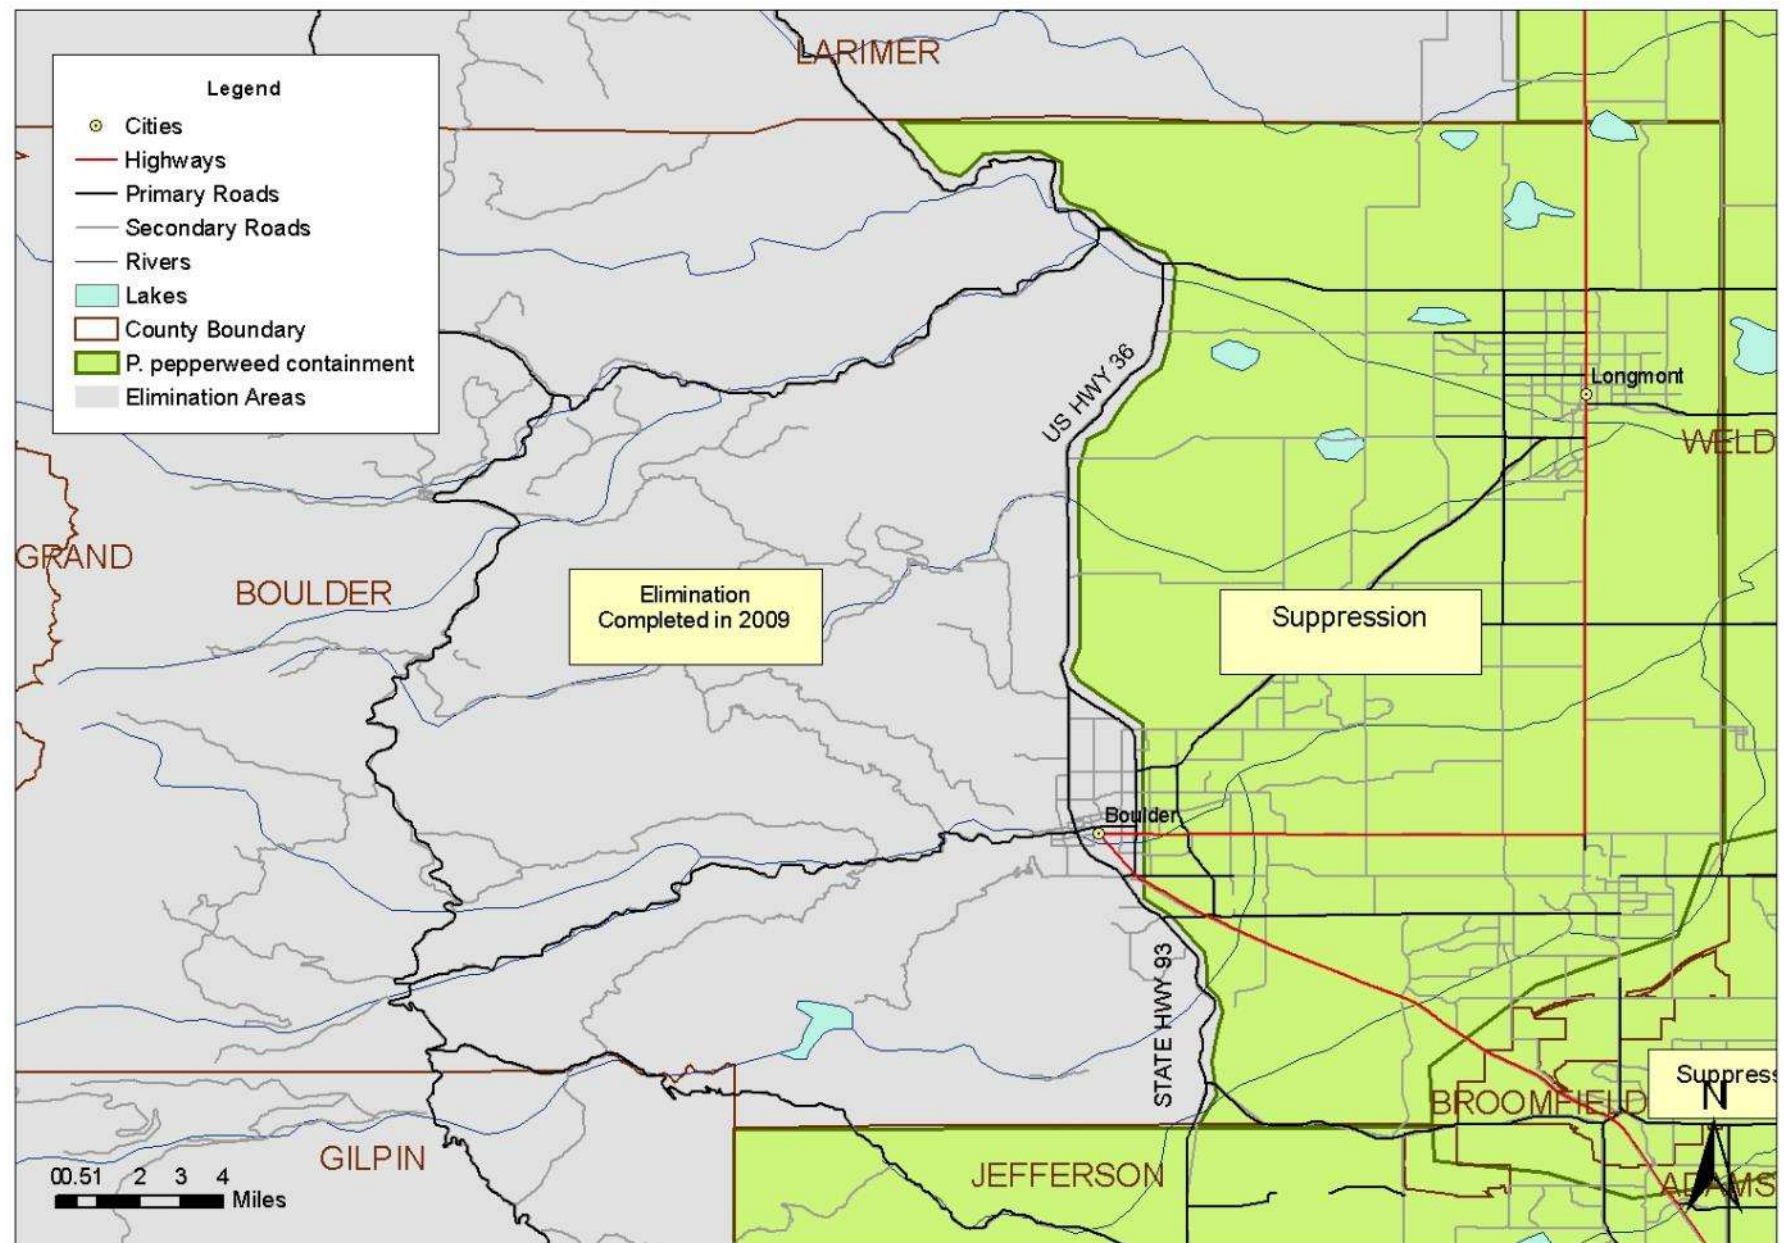 LARIMER
Legend
Cities
Highways
Primary Roads
Secondary Roads
Rivers
Lakes
County Boundary
P. pepperweed containment
Elimination Areas
US HWY 36
Longmont
WELD
GRAND
BOULDER
Elimination
Completed in 2009
Suppression
Boulder
STATE HWY 93
Suppress
N
BROOMFIELD
GILPIN
JEFFERSON
ADAMS
00.51 2 3 4
Miles